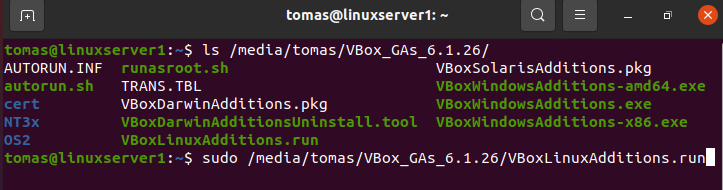 tomas@linuxserver1: ~
tomas@linuxserver1:~$ ls /media/tomas/VBox_GAs_6.1.26/
AUTORUN.INF runasroot.sh VBoxSolarisAdditions.pkg
autorun.sh TRANS.TBL VBoxWindowsAdditions-amd64.exe
cert VBoxDarwinAdditions.pkg VBoxWindowsAdditions.exe
NT3x VBoxDarwinAdditionsUninstall.tool VBoxWindowsAdditions-x86.exe
OS2 VBoxLinuxAdditions.run
tomas@linuxserver1:~$ sudo /media/tomas/VBox_GAs_6.1.26/VBoxLinuxAdditions.run